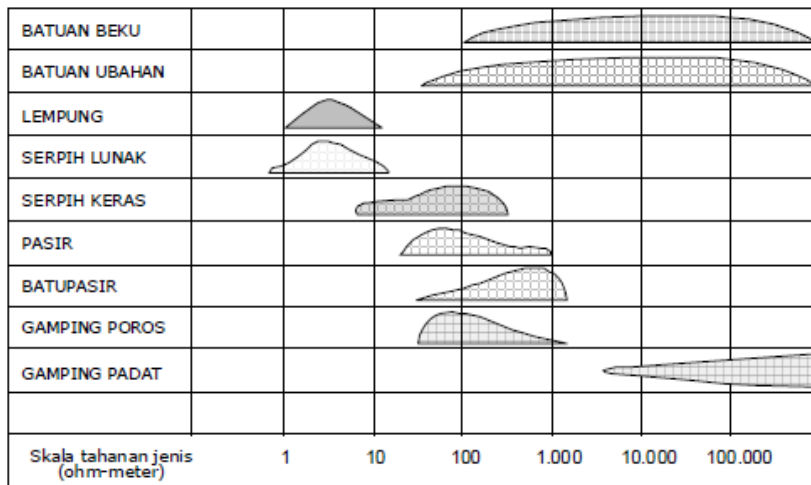 BATUAN BEKU
BATUAN UBAHAN
LEMPUNG
SERPIH LUNAK
SERPIH KERAS
PASIR
BATUPASIR
GAMPING POROS
GAMPING PADAT
Skala tahanan jenis
(ohm-meter)
1 10 100 1.000 10.000 100.000